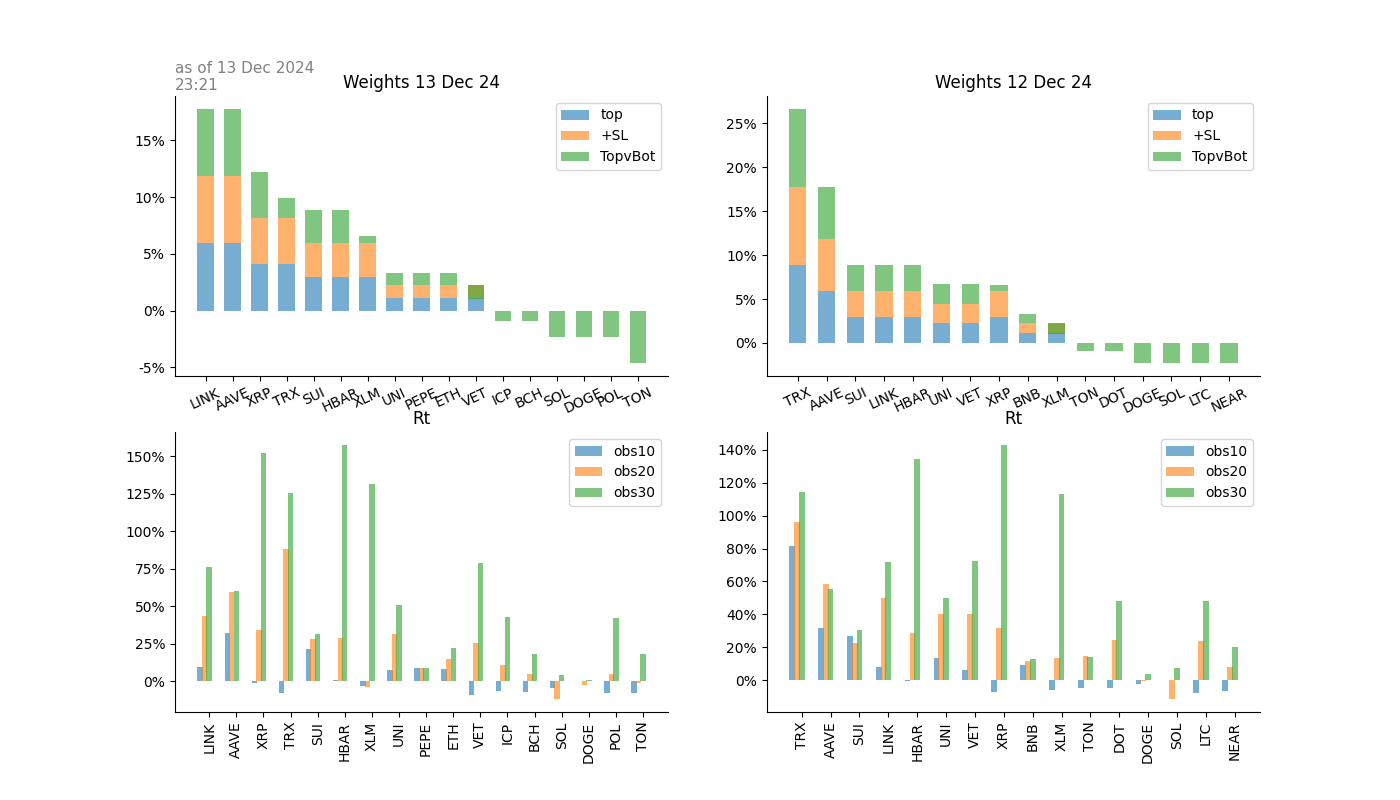 as of 13 Dec 2024
23:21
Weights 13 Dec 24
top
+SL
TopvBot
15%
10%
5%
0%
-5%
LINK AAVE XRP TRX SUI HBAR XLM UNI PEPE ETH VET ICP BCH SOL DOGE POL TON
Weights 12 Dec 24
top
+SL
TopvBot
25%
20%
15%
10%
5%
0%
TRX AAVE SUI LINK HBAR UNI VET XRP BNB XLM TON DOT DOGE SOL LTC NEAR
Rt
obs10
obs20
obs30
150%
125%
100%
75%
50%
25%
0%
LINK AAVE XRP TRX SUI HBAR XLM UNI PEPE ETH VET ICP BCH SOL DOGE POL TON
Rt
obs10
obs20
obs30
140%
120%
100%
80%
60%
40%
20%
0%
TRX AAVE SUI LINK HBAR UNI VET XRP BNB XLM TON DOT DOGE SOL LTC NEAR